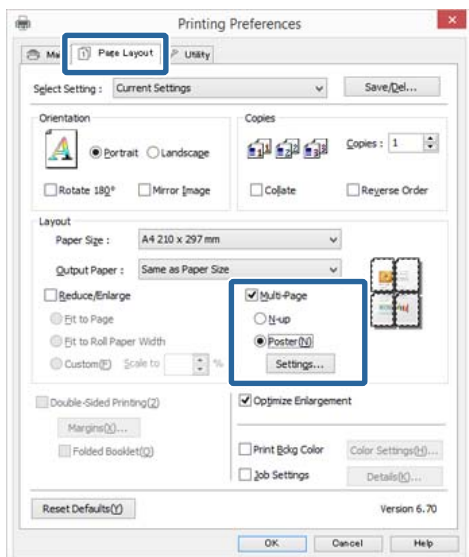 Printing Preferences
Page Layout
Utility
Select Setting : Current Settings Save/Del...
Orientation
Copies
Portrait Landscape
Copies : 1
Rotate 180° Mirror Image
Collate Reverse Order
Layout
Paper Size : A4 210 x 297 mm
Output Paper : Same as Paper Size
Reduce/Enlarge
Fit to Page
Fit to Roll Paper Width
Custom(F) Scale to %
Multi-Page
N-up
Poster(N)
Settings...
Double-Sided Printing(2)
Margins(X)...
Folded Booklet(Q)
Optimize Enlargement
Print Bckg Color Color Settings(H)...
Job Settings Details(K)...
Reset Defaults(Y) Version 6.70
OK Cancel Help